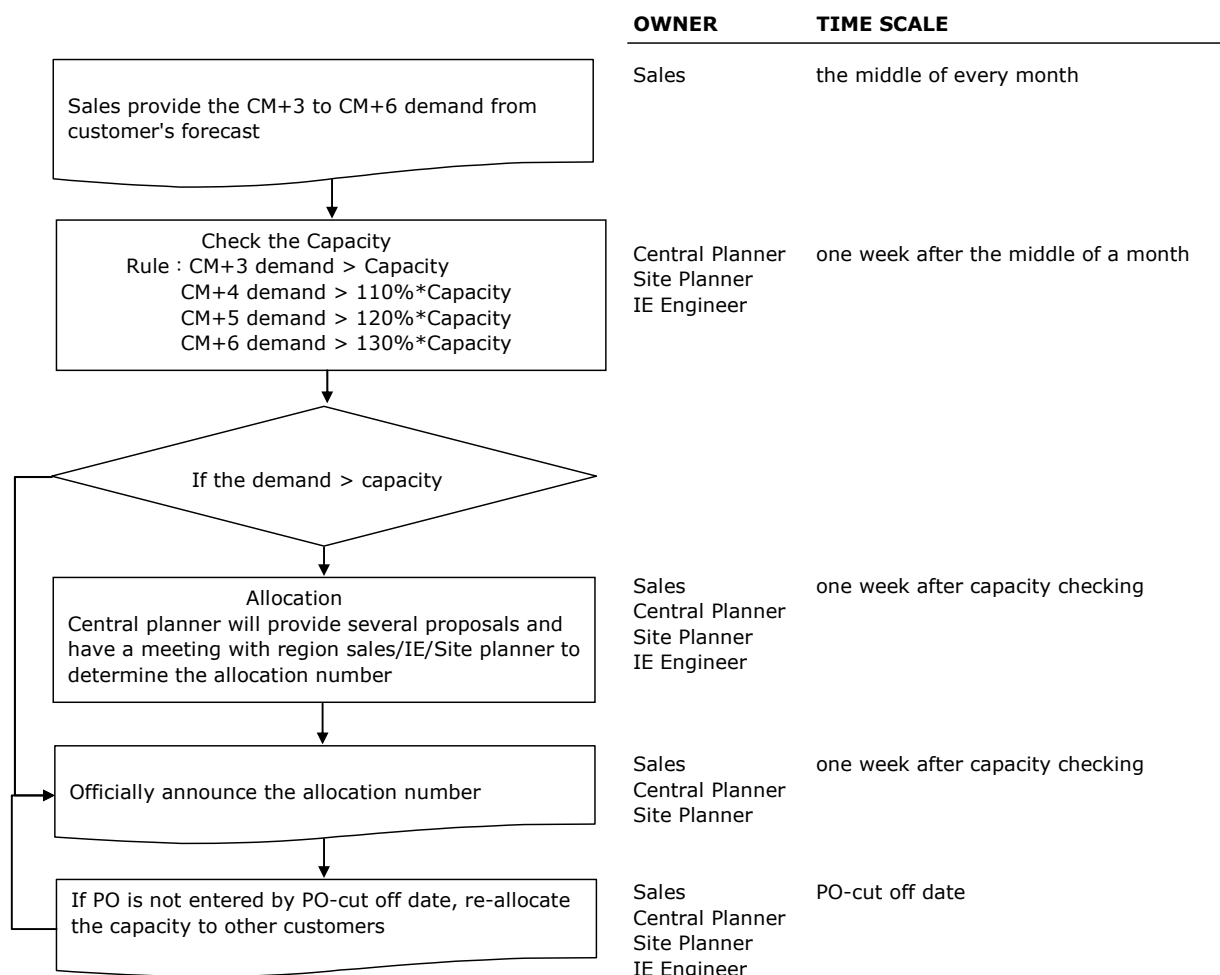 OWNER TIME SCALE
Sales provide the CM+3 to CM+6 demand from
customer's forecast
Sales the middle of every month
Check the Capacity
Rule：CM+3 demand > Capacity
CM+4 demand > 110%*Capacity
CM+5 demand > 120%*Capacity
CM+6 demand > 130%*Capacity
Central Planner one week after the middle of a month
Site Planner
IE Engineer
If the demand > capacity
Allocation
Central planner will provide several proposals and
have a meeting with region sales/IE/Site planner to
determine the allocation number
Sales one week after capacity checking
Central Planner
Site Planner
IE Engineer
Officially announce the allocation number
Sales one week after capacity checking
Central Planner
Site Planner
If PO is not entered by PO-cut off date, re-allocate
the capacity to other customers
Sales PO-cut off date
Central Planner
Site Planner
IE Engineer